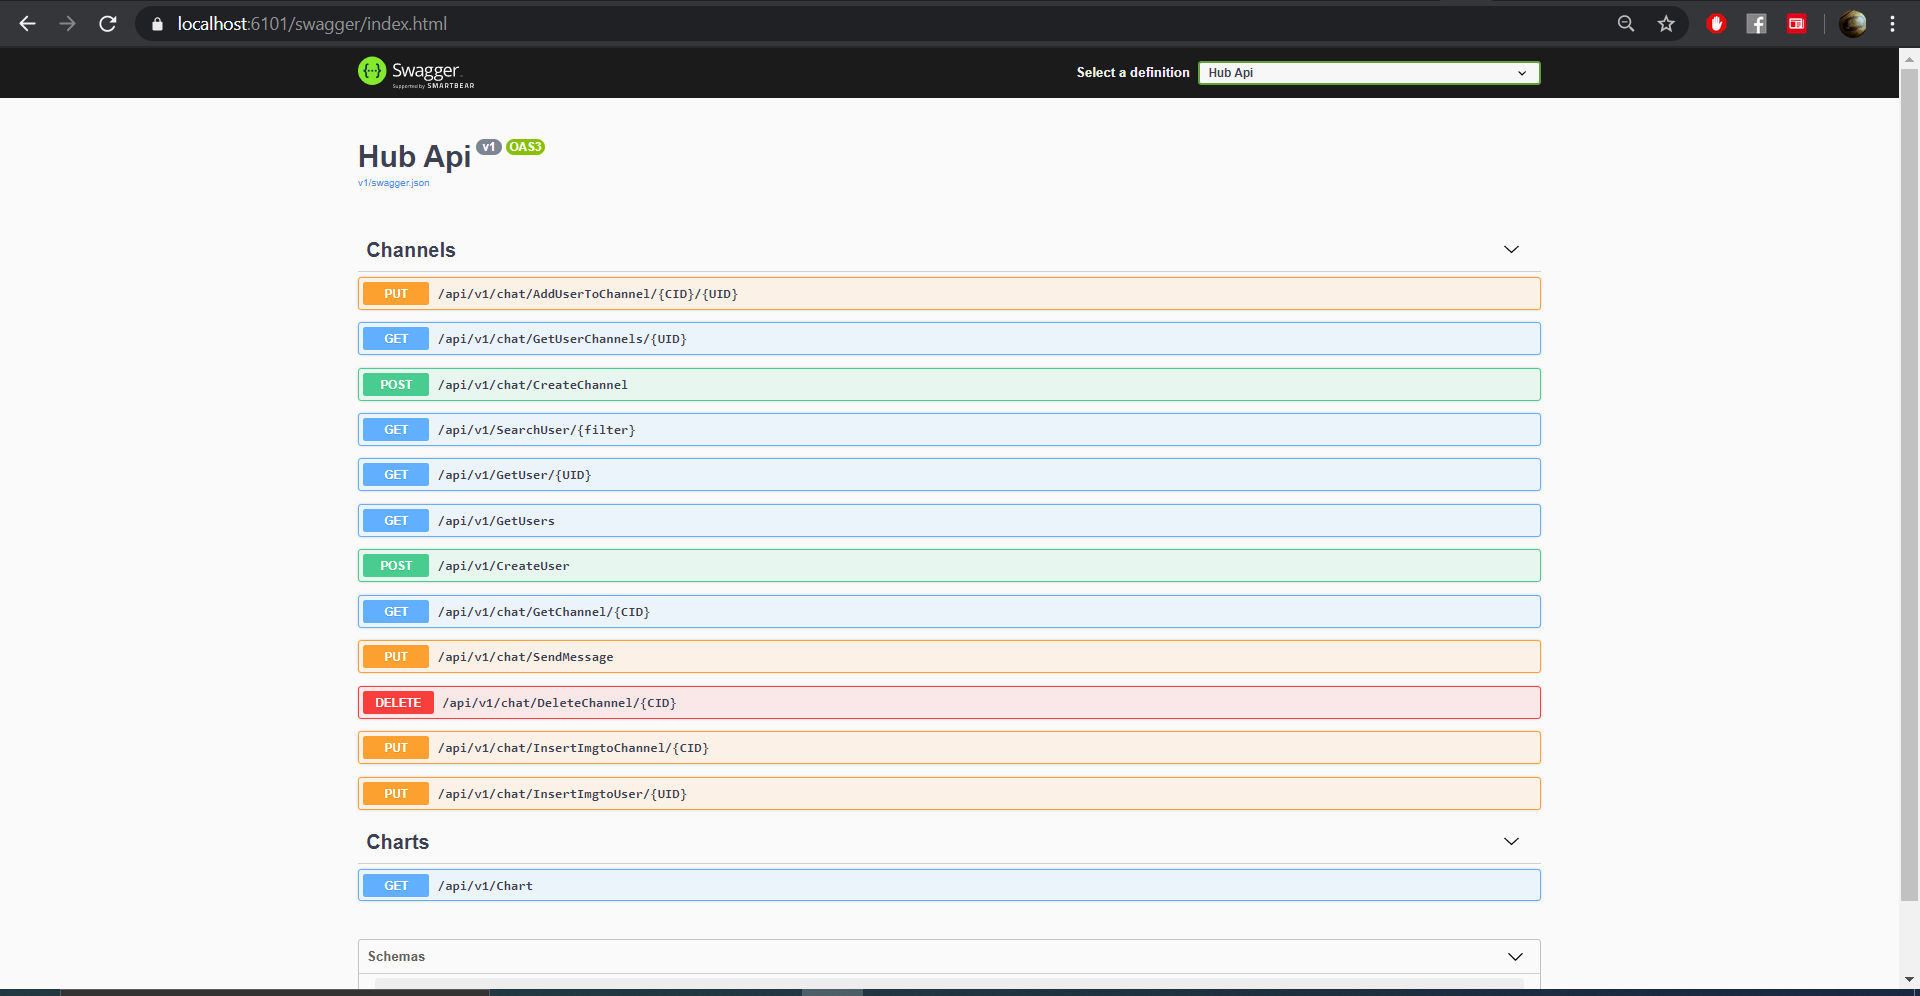 localhost:6101/swagger/index.html
Swagger
Supported by SMARTBEAR
Select a definition
Hub Api
Hub Api v1 OAS3
v1/swagger.json
Channels
PUT /api/v1/chat/AddUserToChannel/{CID}/{UID}
GET /api/v1/chat/GetUserChannels/{UID}
POST /api/v1/chat/CreateChannel
GET /api/v1/SearchUser/{filter}
GET /api/v1/GetUser/{UID}
GET /api/v1/GetUsers
POST /api/v1/CreateUser
GET /api/v1/chat/GetChannel/{CID}
PUT /api/v1/chat/SendMessage
DELETE /api/v1/chat/DeleteChannel/{CID}
PUT /api/v1/chat/InsertImgtoChannel/{CID}
PUT /api/v1/chat/InsertImgtoUser/{UID}
Charts
GET /api/v1/Chart
Schemas